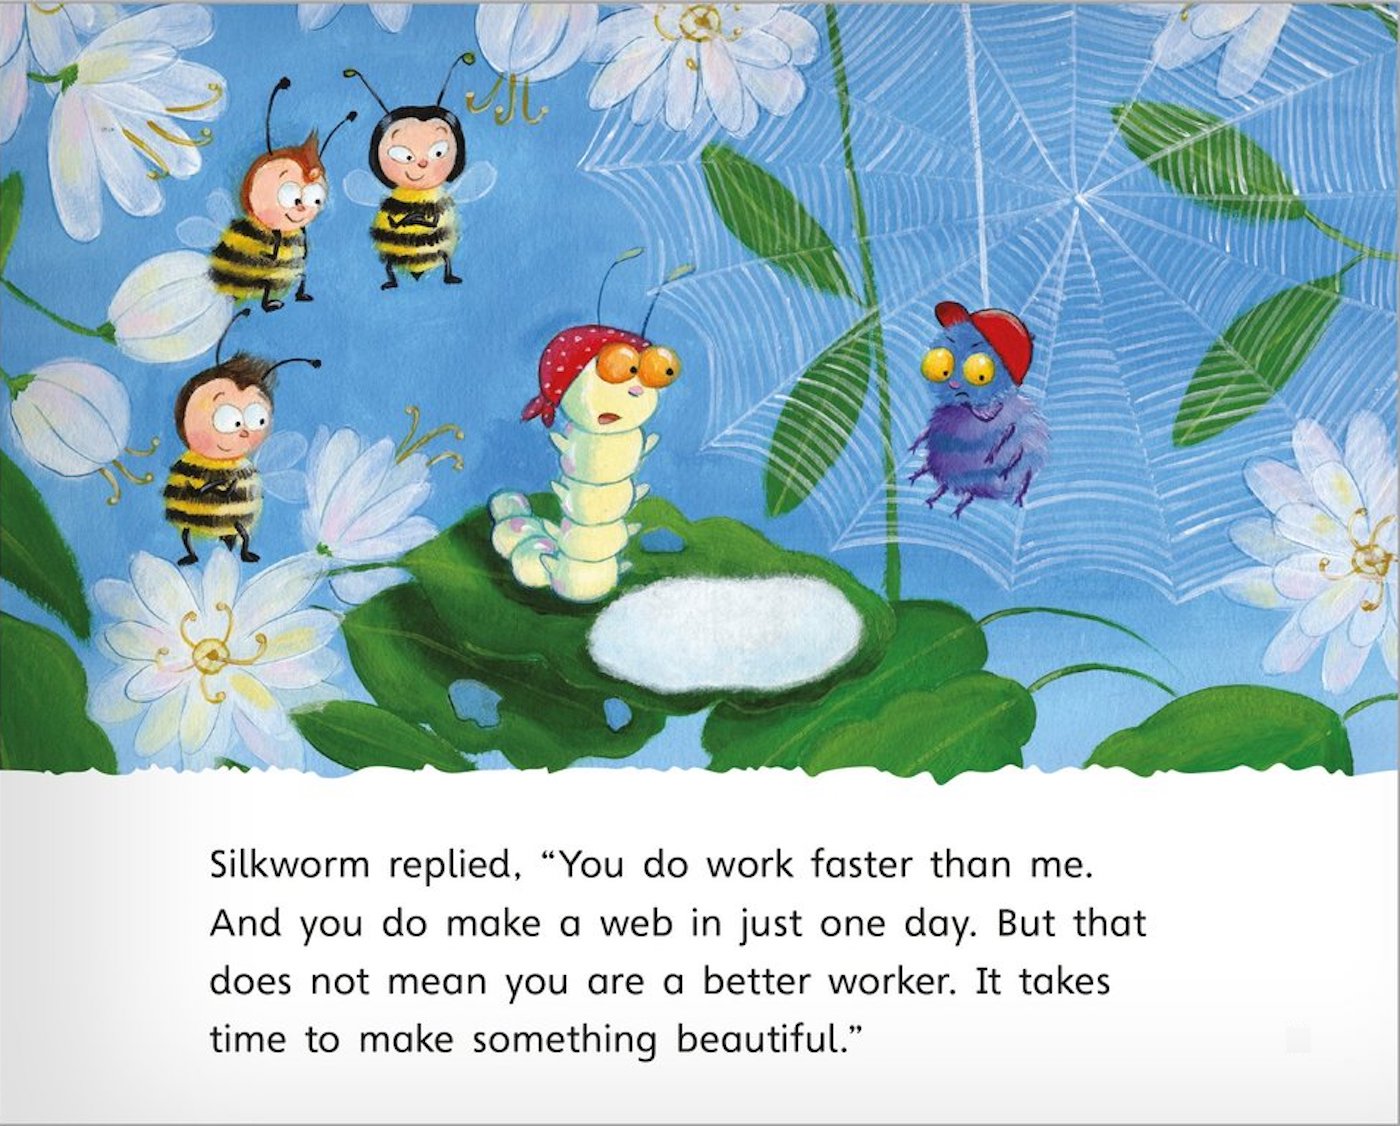 Silkworm replied, “You do work faster than me.
And you do make a web in just one day. But that
does not mean you are a better worker. It takes
time to make something beautiful.”